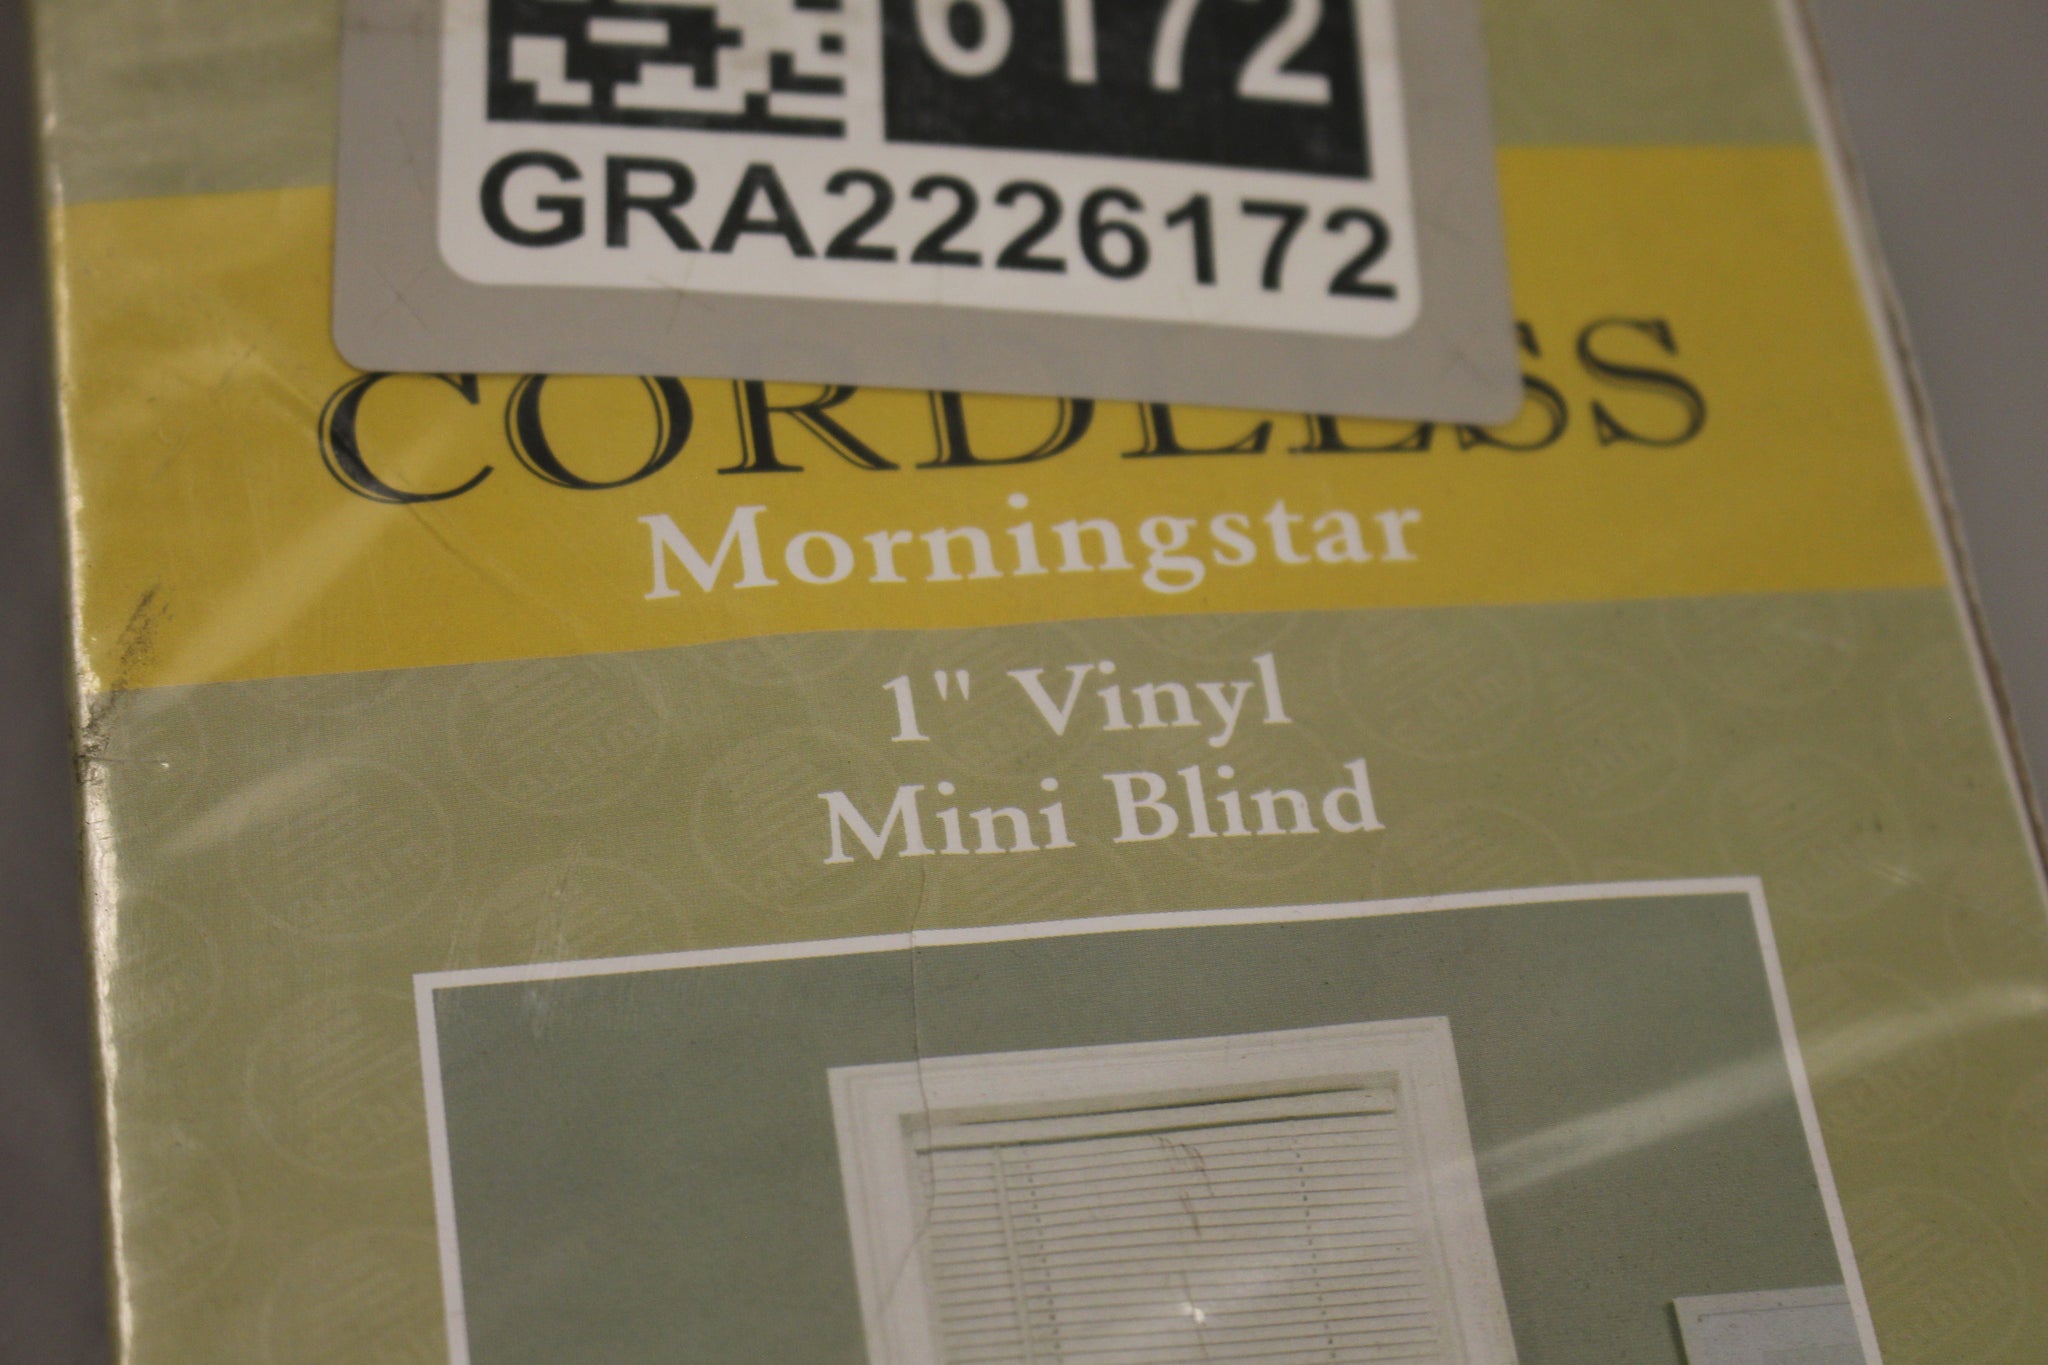 6172
GRA2226172
CORDLESS
Morningstar
1" Vinyl
Mini Blind